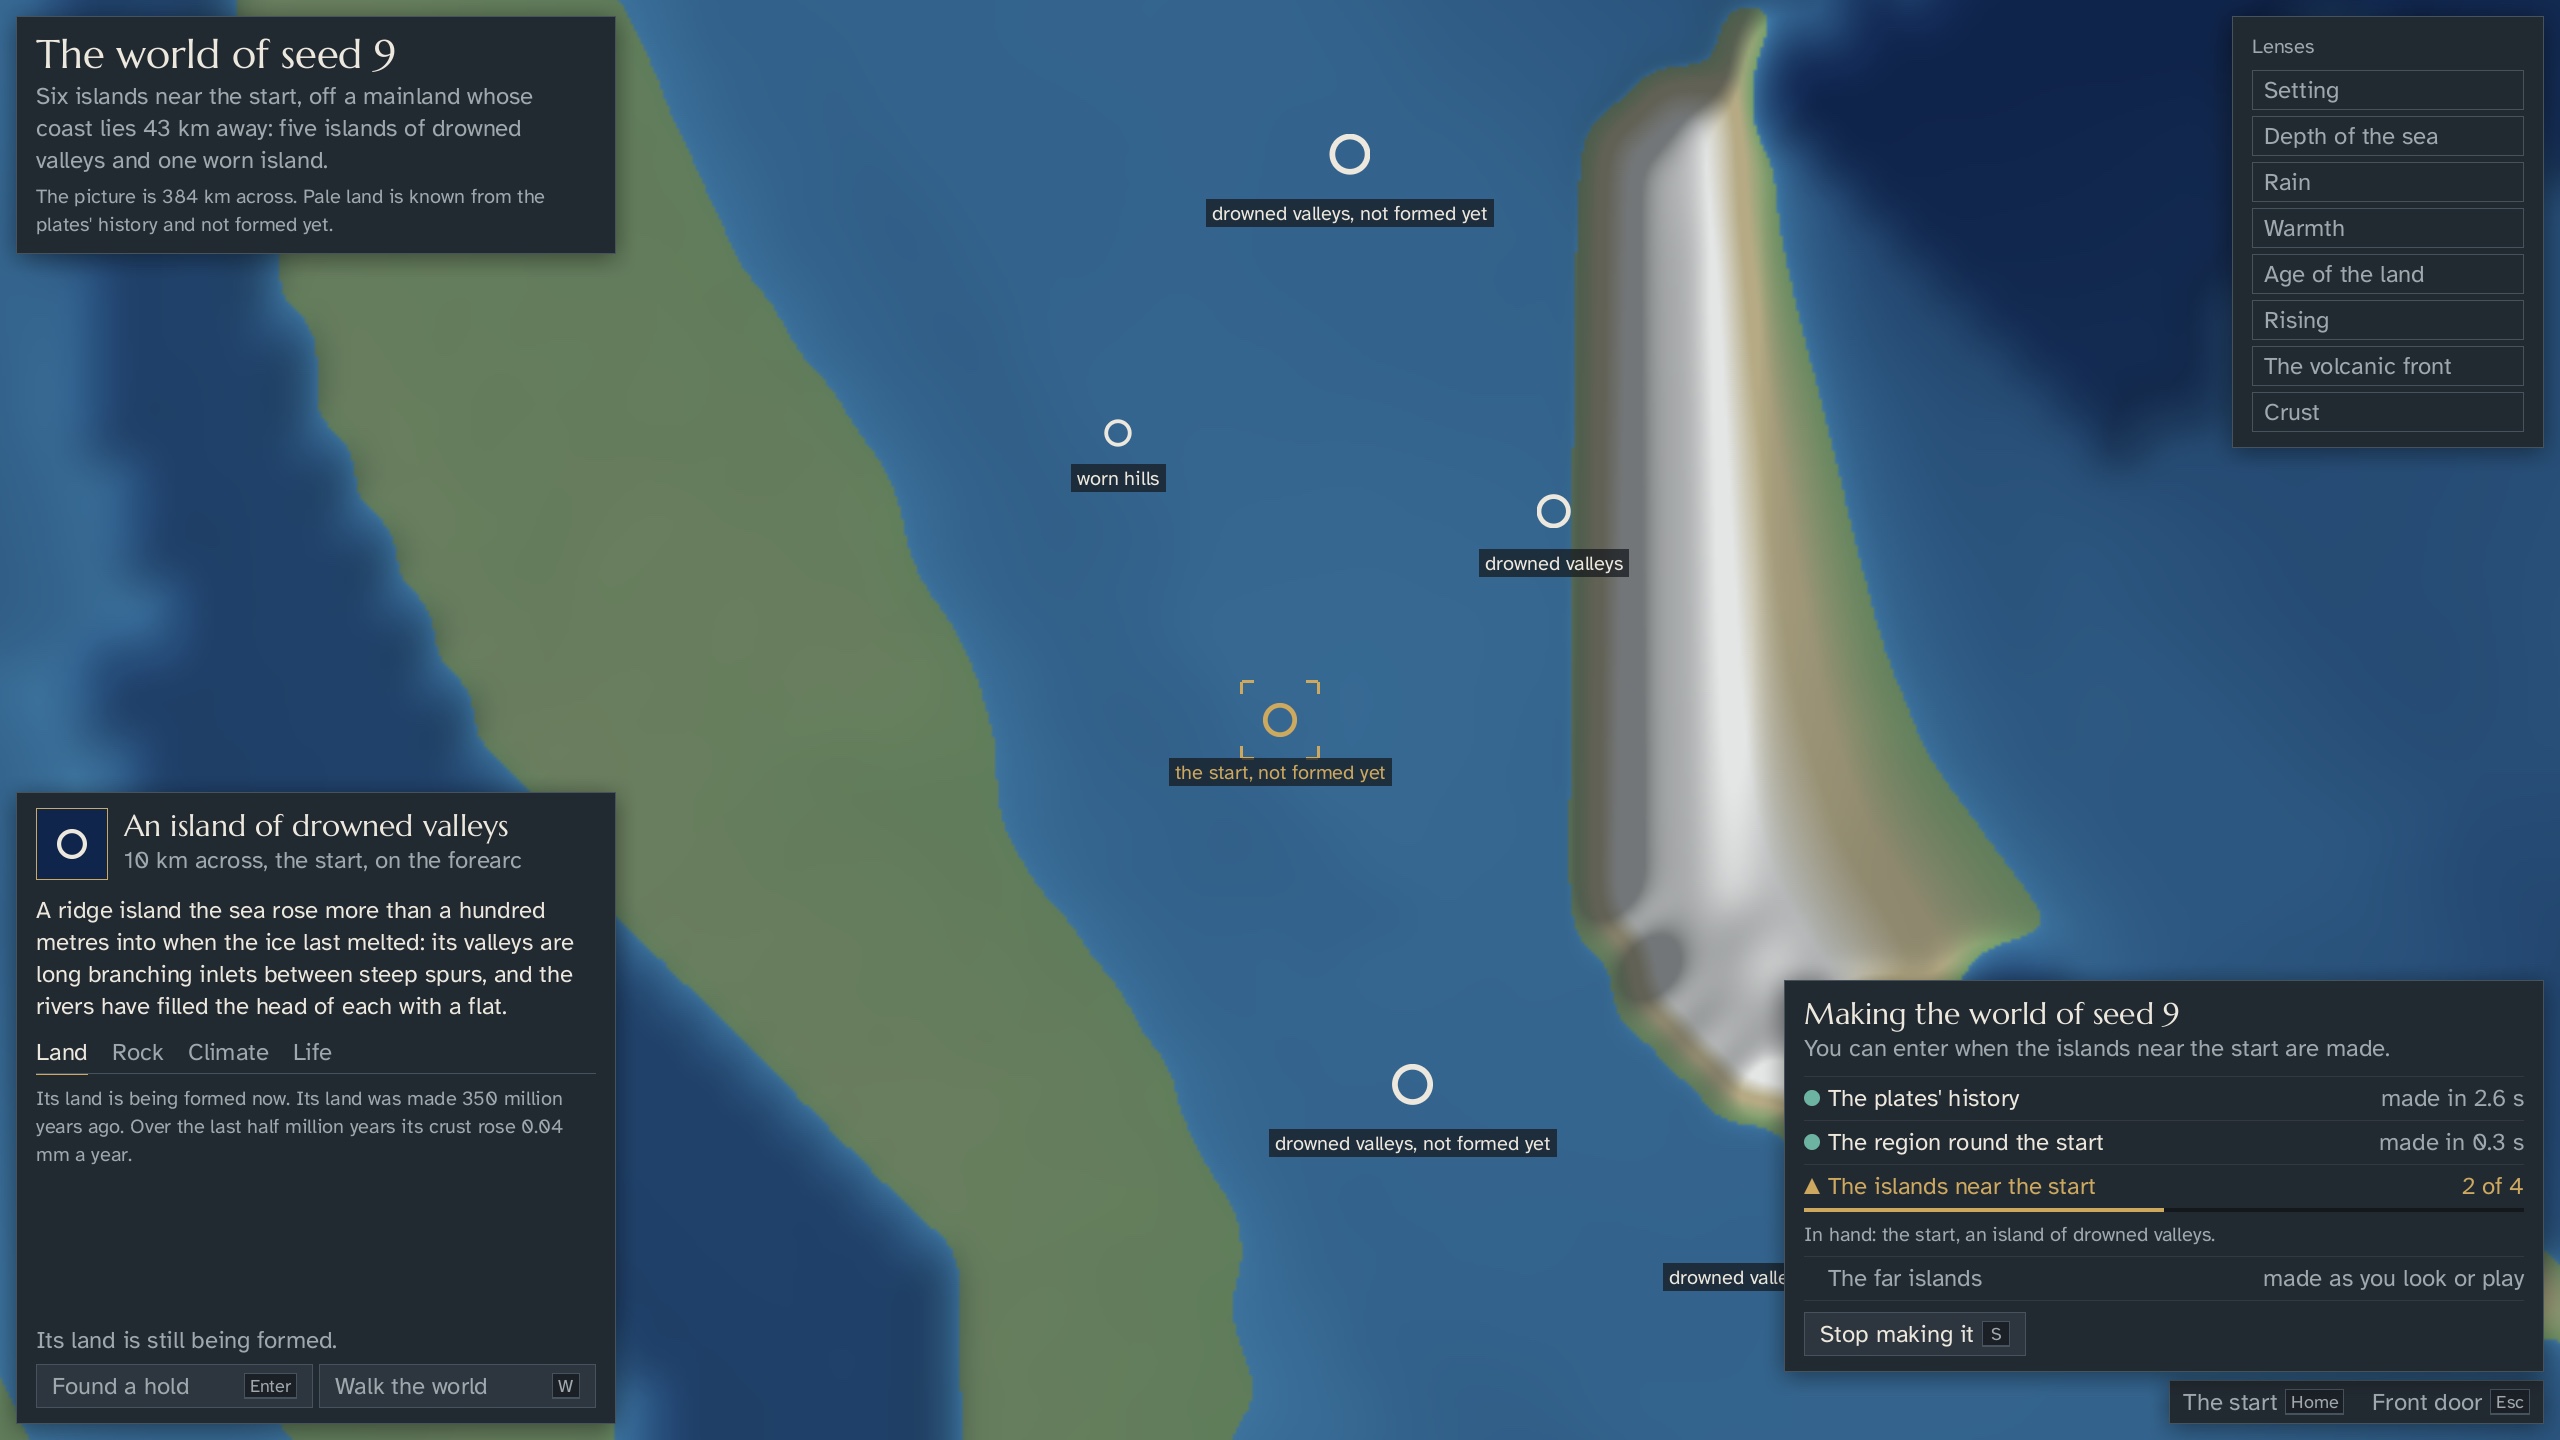 The world of seed 9
Six islands near the start, off a mainland whose
coast lies 43 km away: five islands of drowned
valleys and one worn island.
The picture is 384 km across. Pale land is known from the
plates' history and not formed yet.
Lenses
Setting
Depth of the sea
Rain
Warmth
Age of the land
Rising
The volcanic front
Crust
drowned valleys, not formed yet
worn hills
drowned valleys
the start, not formed yet
drowned valleys, not formed yet
drowned valle
An island of drowned valleys
10 km across, the start, on the forearc
A ridge island the sea rose more than a hundred
metres into when the ice last melted: its valleys are
long branching inlets between steep spurs, and the
rivers have filled the head of each with a flat.
Land Rock Climate Life
Its land is being formed now. Its land was made 350 million
years ago. Over the last half million years its crust rose 0.04
mm a year.
Its land is still being formed.
Found a hold Enter Walk the world W
Making the world of seed 9
You can enter when the islands near the start are made.
The plates' history made in 2.6 s
The region round the start made in 0.3 s
The islands near the start 2 of 4
In hand: the start, an island of drowned valleys.
The far islands made as you look or play
Stop making it S
The start Home Front door Esc